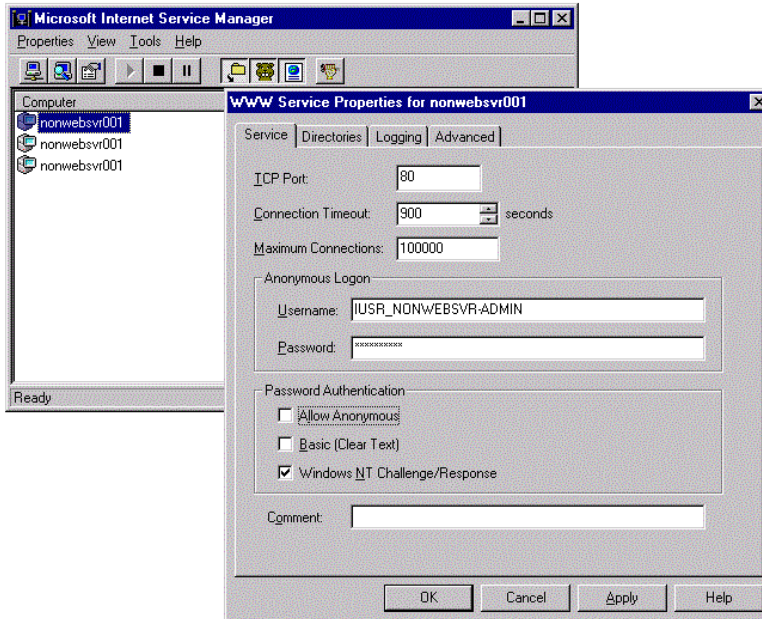 Microsoft Internet Service Manager
Properties View Tools Help
Computer
nonwebsvr001
nonwebsvr001
nonwebsvr001
Ready
WWW Service Properties for nonwebsvr001
Service Directories Logging Advanced
TCP Port: 80
Connection Timeout: 900 seconds
Maximum Connections: 100000
Anonymous Logon
Username: IUSR_NONWEBSVR-ADMIN
Password: xxxxxxxxxx
Password Authentication
Allow Anonymous
Basic (Clear Text)
Windows NT Challenge/Response
Comment:
OK Cancel Apply Help